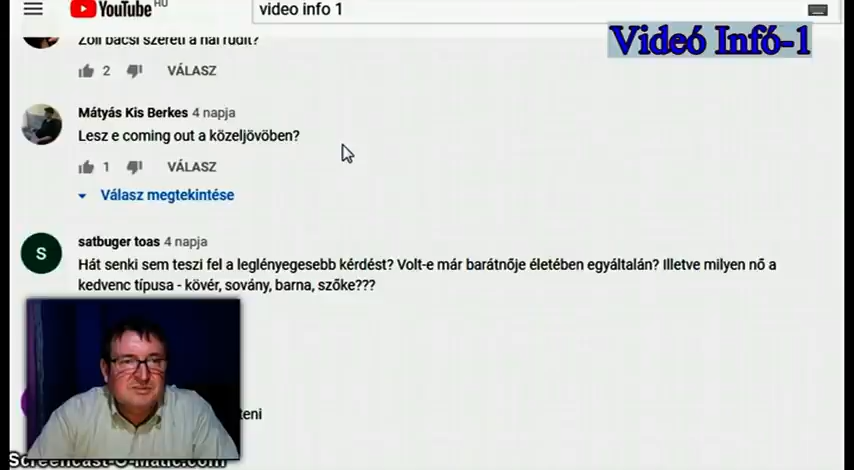 HU
YouTube
video info 1
Videó Infó-1
Zoli bácsi szereti a hal rudit?
2
VÁLASZ
Mátyás Kis Berkes 4 napja
Lesz e coming out a közeljövöben?
1
VÁLASZ
Válasz megtekintése
S
satbuger toas 4 napja
Hát senki sem teszi fel a leglényegesebb kérdést? Volt-e már barátnője életében egyáltalán? Illetve milyen nő a
kedvenc típusa - kövér, sovány, barna, szőke???
teni
Screencast-O-Matic.com